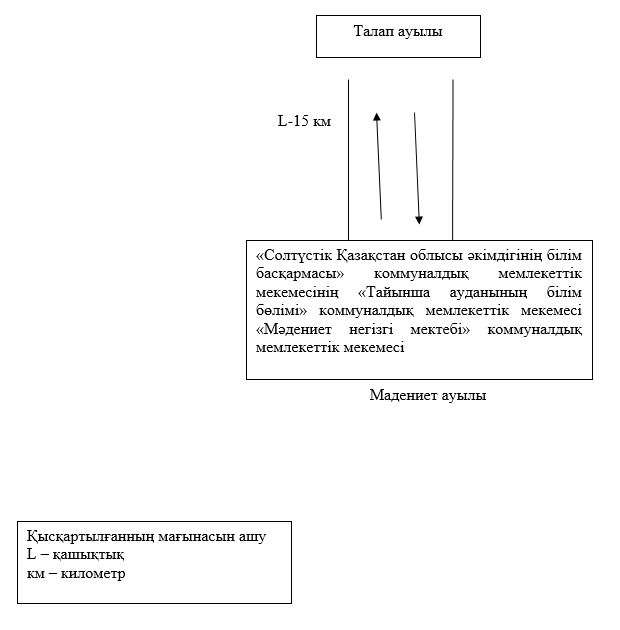 Талап ауылы
L-15 км
«Солтүстік Қазақстан облысы әкімдігінің білім
басқармасы» коммуналдық мемлекеттік
мекемесінің «Тайынша ауданының білім
бөлімі» коммуналдық мемлекеттік мекемесі
«Мәдениет негізгі мектебі» коммуналдық
мемлекеттік мекемесі
Мадениет ауылы
Қысқартылғанның мағынасын ашу
L – қашықтық
км – километр